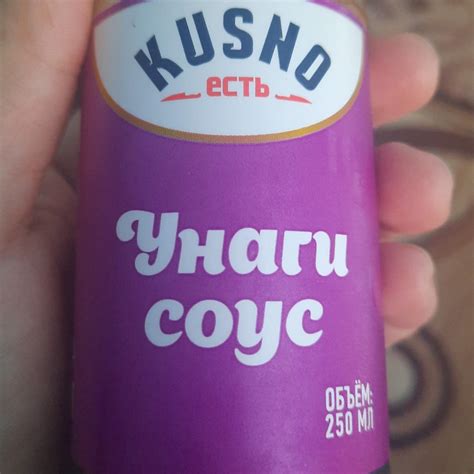 KUSNO
есть
Унаги
соус
ОБЪЁМ:
250 МЛ